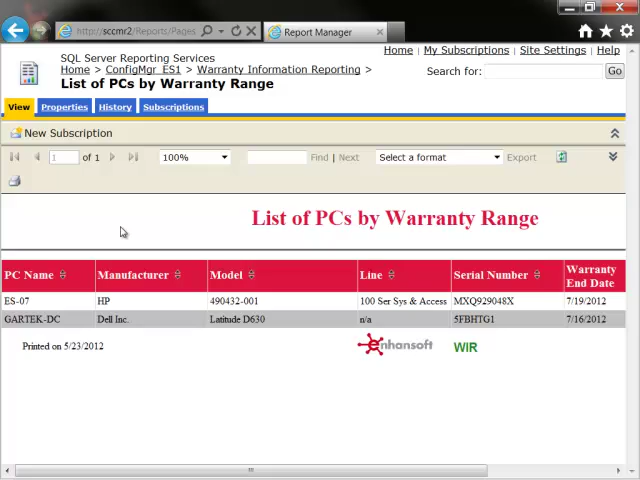 http://sccmr2/Reports/Pages
Report Manager
Home | My Subscriptions | Site Settings | Help
SQL Server Reporting Services
Home > ConfigMgr_ES1 > Warranty Information Reporting >
Search for:
Go
List of PCs by Warranty Range
View Properties History Subscriptions
New Subscription
1 of 1 100% Find | Next Select a format Export
List of PCs by Warranty Range
PC Name Manufacturer Model Line Serial Number Warranty End Date
ES-07 HP 490432-001 100 Ser Sys & Access MXQ929048X 7/19/2012
GARTEK-DC Dell Inc. Latitude D630 n/a 5FBHTG1 7/16/2012
Printed on 5/23/2012 enhansoft WIR